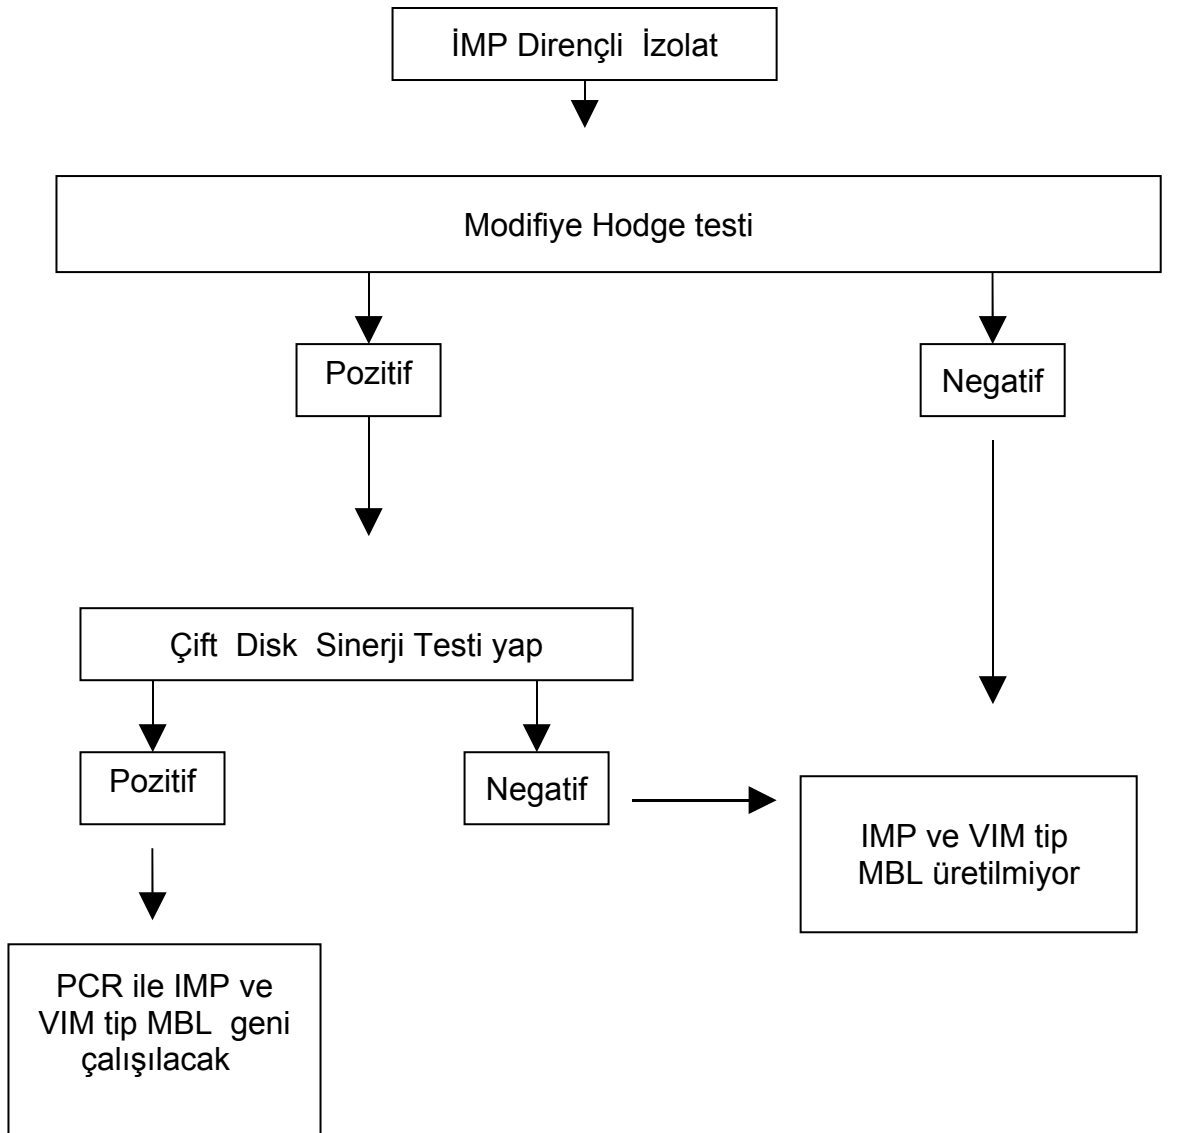 İMP Dirençli İzolat
Modifiye Hodge testi
Pozitif
Negatif
Çift Disk Sinerji Testi yap
Pozitif
Negatif
IMP ve VIM tip
MBL üretilmiyor
PCR ile IMP ve
VIM tip MBL geni
çalışılacak